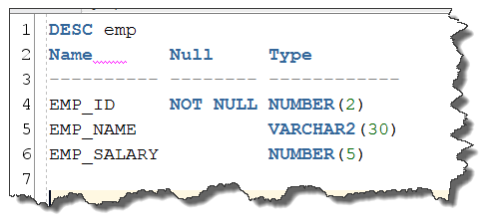 1 DESC emp
2 Name Null Type
3 ---------- -------- ------------
4 EMP_ID NOT NULL NUMBER(2)
5 EMP_NAME VARCHAR2(30)
6 EMP_SALARY NUMBER(5)
7